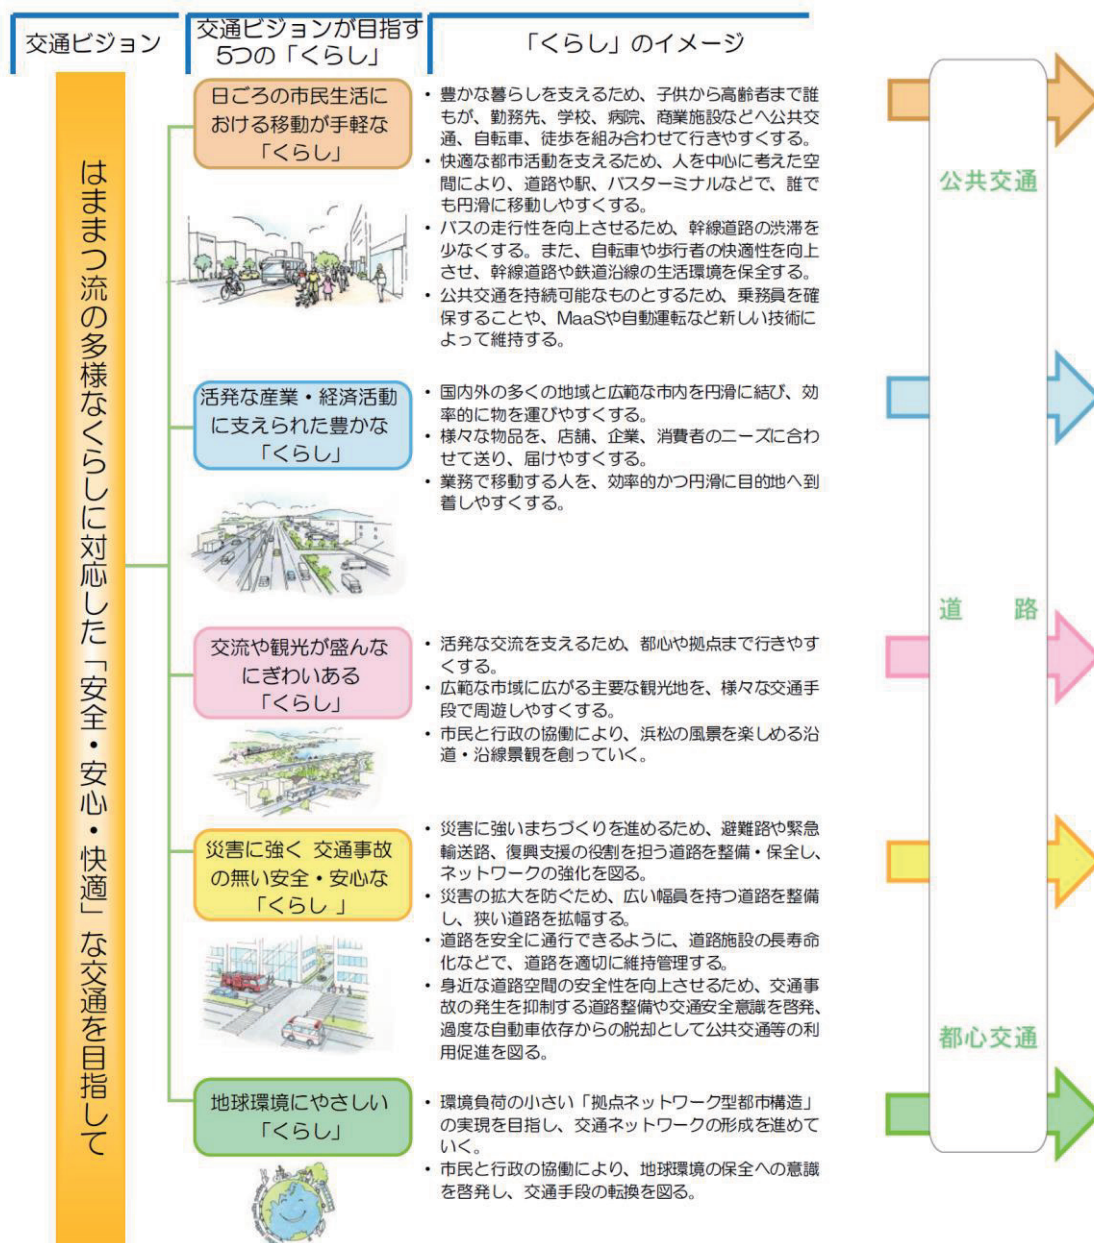 交通ビジョン
交通ビジョンが目指す
5つの「くらし」
「くらし」のイメージ
はままつ流の多様なくらしに対応した「安全・安心・快適」な交通を目指して
日ごろの市民生活に
おける移動が手軽な
「くらし」
・ 豊かな暮らしを支えるため、子供から高齢者まで誰
もが、勤務先、学校、病院、商業施設などへ公共交
通、自転車、徒歩を組み合わせて行きやすくする。
・ 快適な都市活動を支えるため、人を中心に考えた空
間により、道路や駅、バスターミナルなどで、誰で
も円滑に移動しやすくする。
・ バスの走行性を向上させるため、幹線道路の渋滞を
少なくする。また、自転車や歩行者の快適性を向上
させ、幹線道路や鉄道沿線の生活環境を保全する。
・ 公共交通を持続可能なものとするため、乗務員を確
保することや、MaaSや自動運転など新しい技術に
よって維持する。
活発な産業・経済活動
に支えられた豊かな
「くらし」
・ 国内外の多くの地域と広範な市内を円滑に結び、効
率的に物を運びやすくする。
・ 様々な物品を、店舗、企業、消費者のニーズに合わ
せて送り、届けやすくする。
・ 業務で移動する人を、効率的かつ円滑に目的地へ到
着しやすくする。
交流や観光が盛んな
にぎわいある
「くらし」
・ 活発な交流を支えるため、都心や拠点まで行きやす
くする。
・ 広範な市域に広がる主要な観光地を、様々な交通手
段で周遊しやすくする。
・ 市民と行政の協働により、浜松の風景を楽しめる沿
道・沿線景観を創っていく。
災害に強く 交通事故
の無い安全・安心な
「くらし 」
・ 災害に強いまちづくりを進めるため、避難路や緊急
輸送路、復興支援の役割を担う道路を整備・保全し、
ネットワークの強化を図る。
・ 災害の拡大を防ぐため、広い幅員を持つ道路を整備
し、狭い道路を拡幅する。
・ 道路を安全に通行できるように、道路施設の長寿命
化などで、道路を適切に維持管理する。
・ 身近な道路空間の安全性を向上させるため、交通事
故の発生を抑制する道路整備や交通安全意識を啓発、
過度な自動車依存からの脱却として公共交通等の利
用促進を図る。
地球環境にやさしい
「くらし」
・ 環境負荷の小さい「拠点ネットワーク型都市構造」
の実現を目指し、交通ネットワークの形成を進めて
いく。
・ 市民と行政の協働により、地球環境の保全への意識
を啓発し、交通手段の転換を図る。
公共交通
道　　路
都心交通